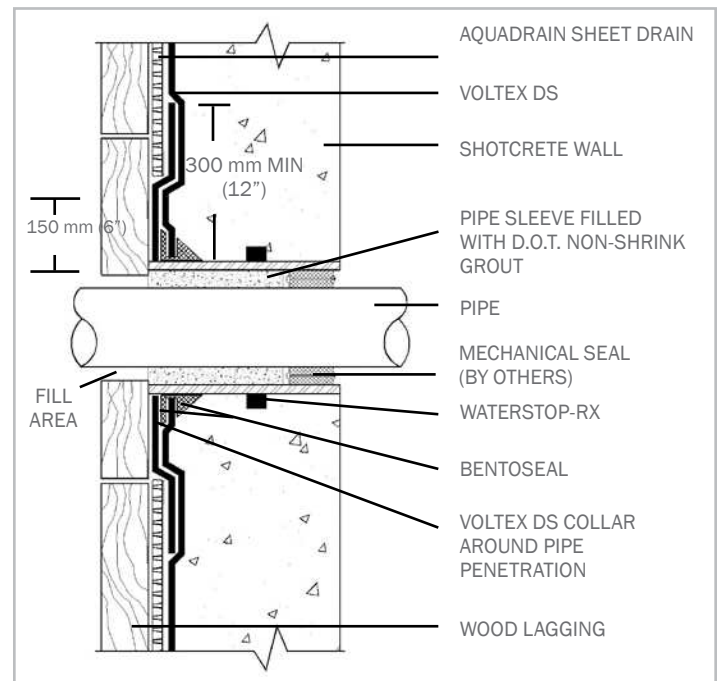 AQUADRAIN SHEET DRAIN
VOLTEX DS
SHOTCRETE WALL
300 mm MIN
(12”)
150 mm (6”)
PIPE SLEEVE FILLED
WITH D.O.T. NON-SHRINK
GROUT
PIPE
MECHANICAL SEAL
(BY OTHERS)
FILL
AREA
WATERSTOP-RX
BENTOSEAL
VOLTEX DS COLLAR
AROUND PIPE
PENETRATION
WOOD LAGGING